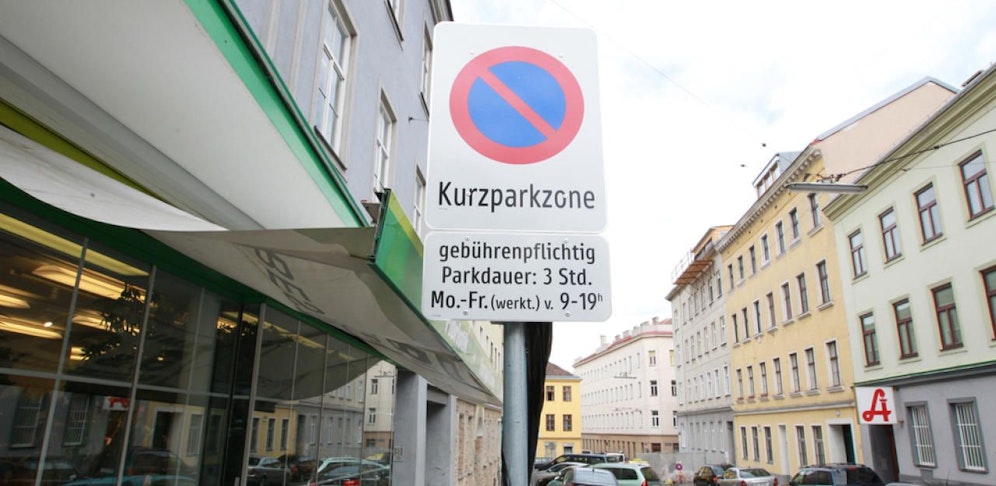 Kurzparkzone
gebührenpflichtig
Parkdauer: 3 Std.
Mo.-Fr. (werkt.) v. 9-19ʰ